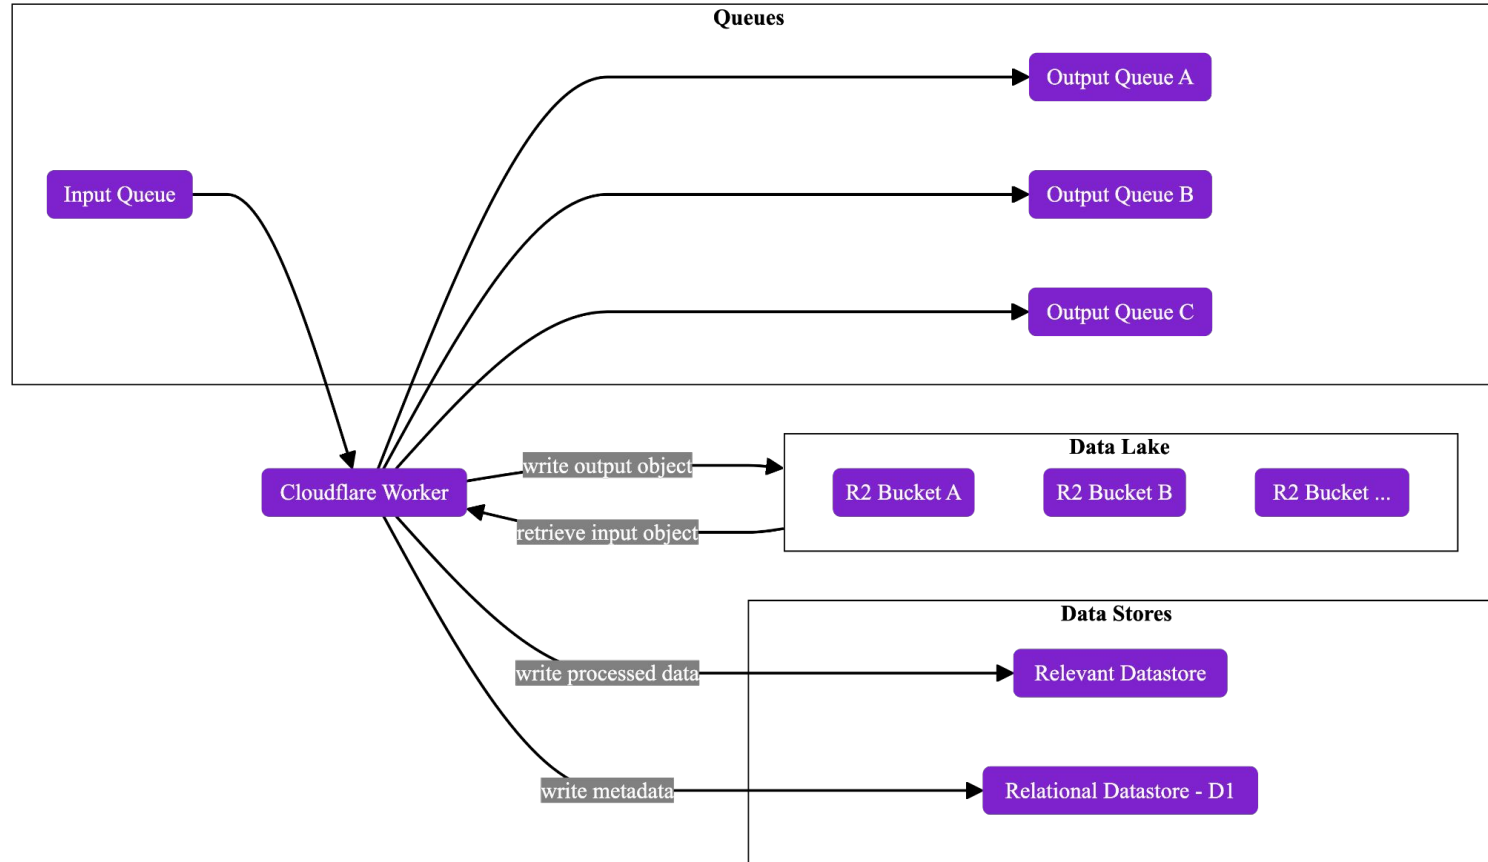 Queues
Output Queue A
Input Queue
Output Queue B
Output Queue C
Data Lake
write output object
Cloudflare Worker
R2 Bucket A
R2 Bucket B
R2 Bucket ...
retrieve input object
Data Stores
write processed data
Relevant Datastore
write metadata
Relational Datastore - D1